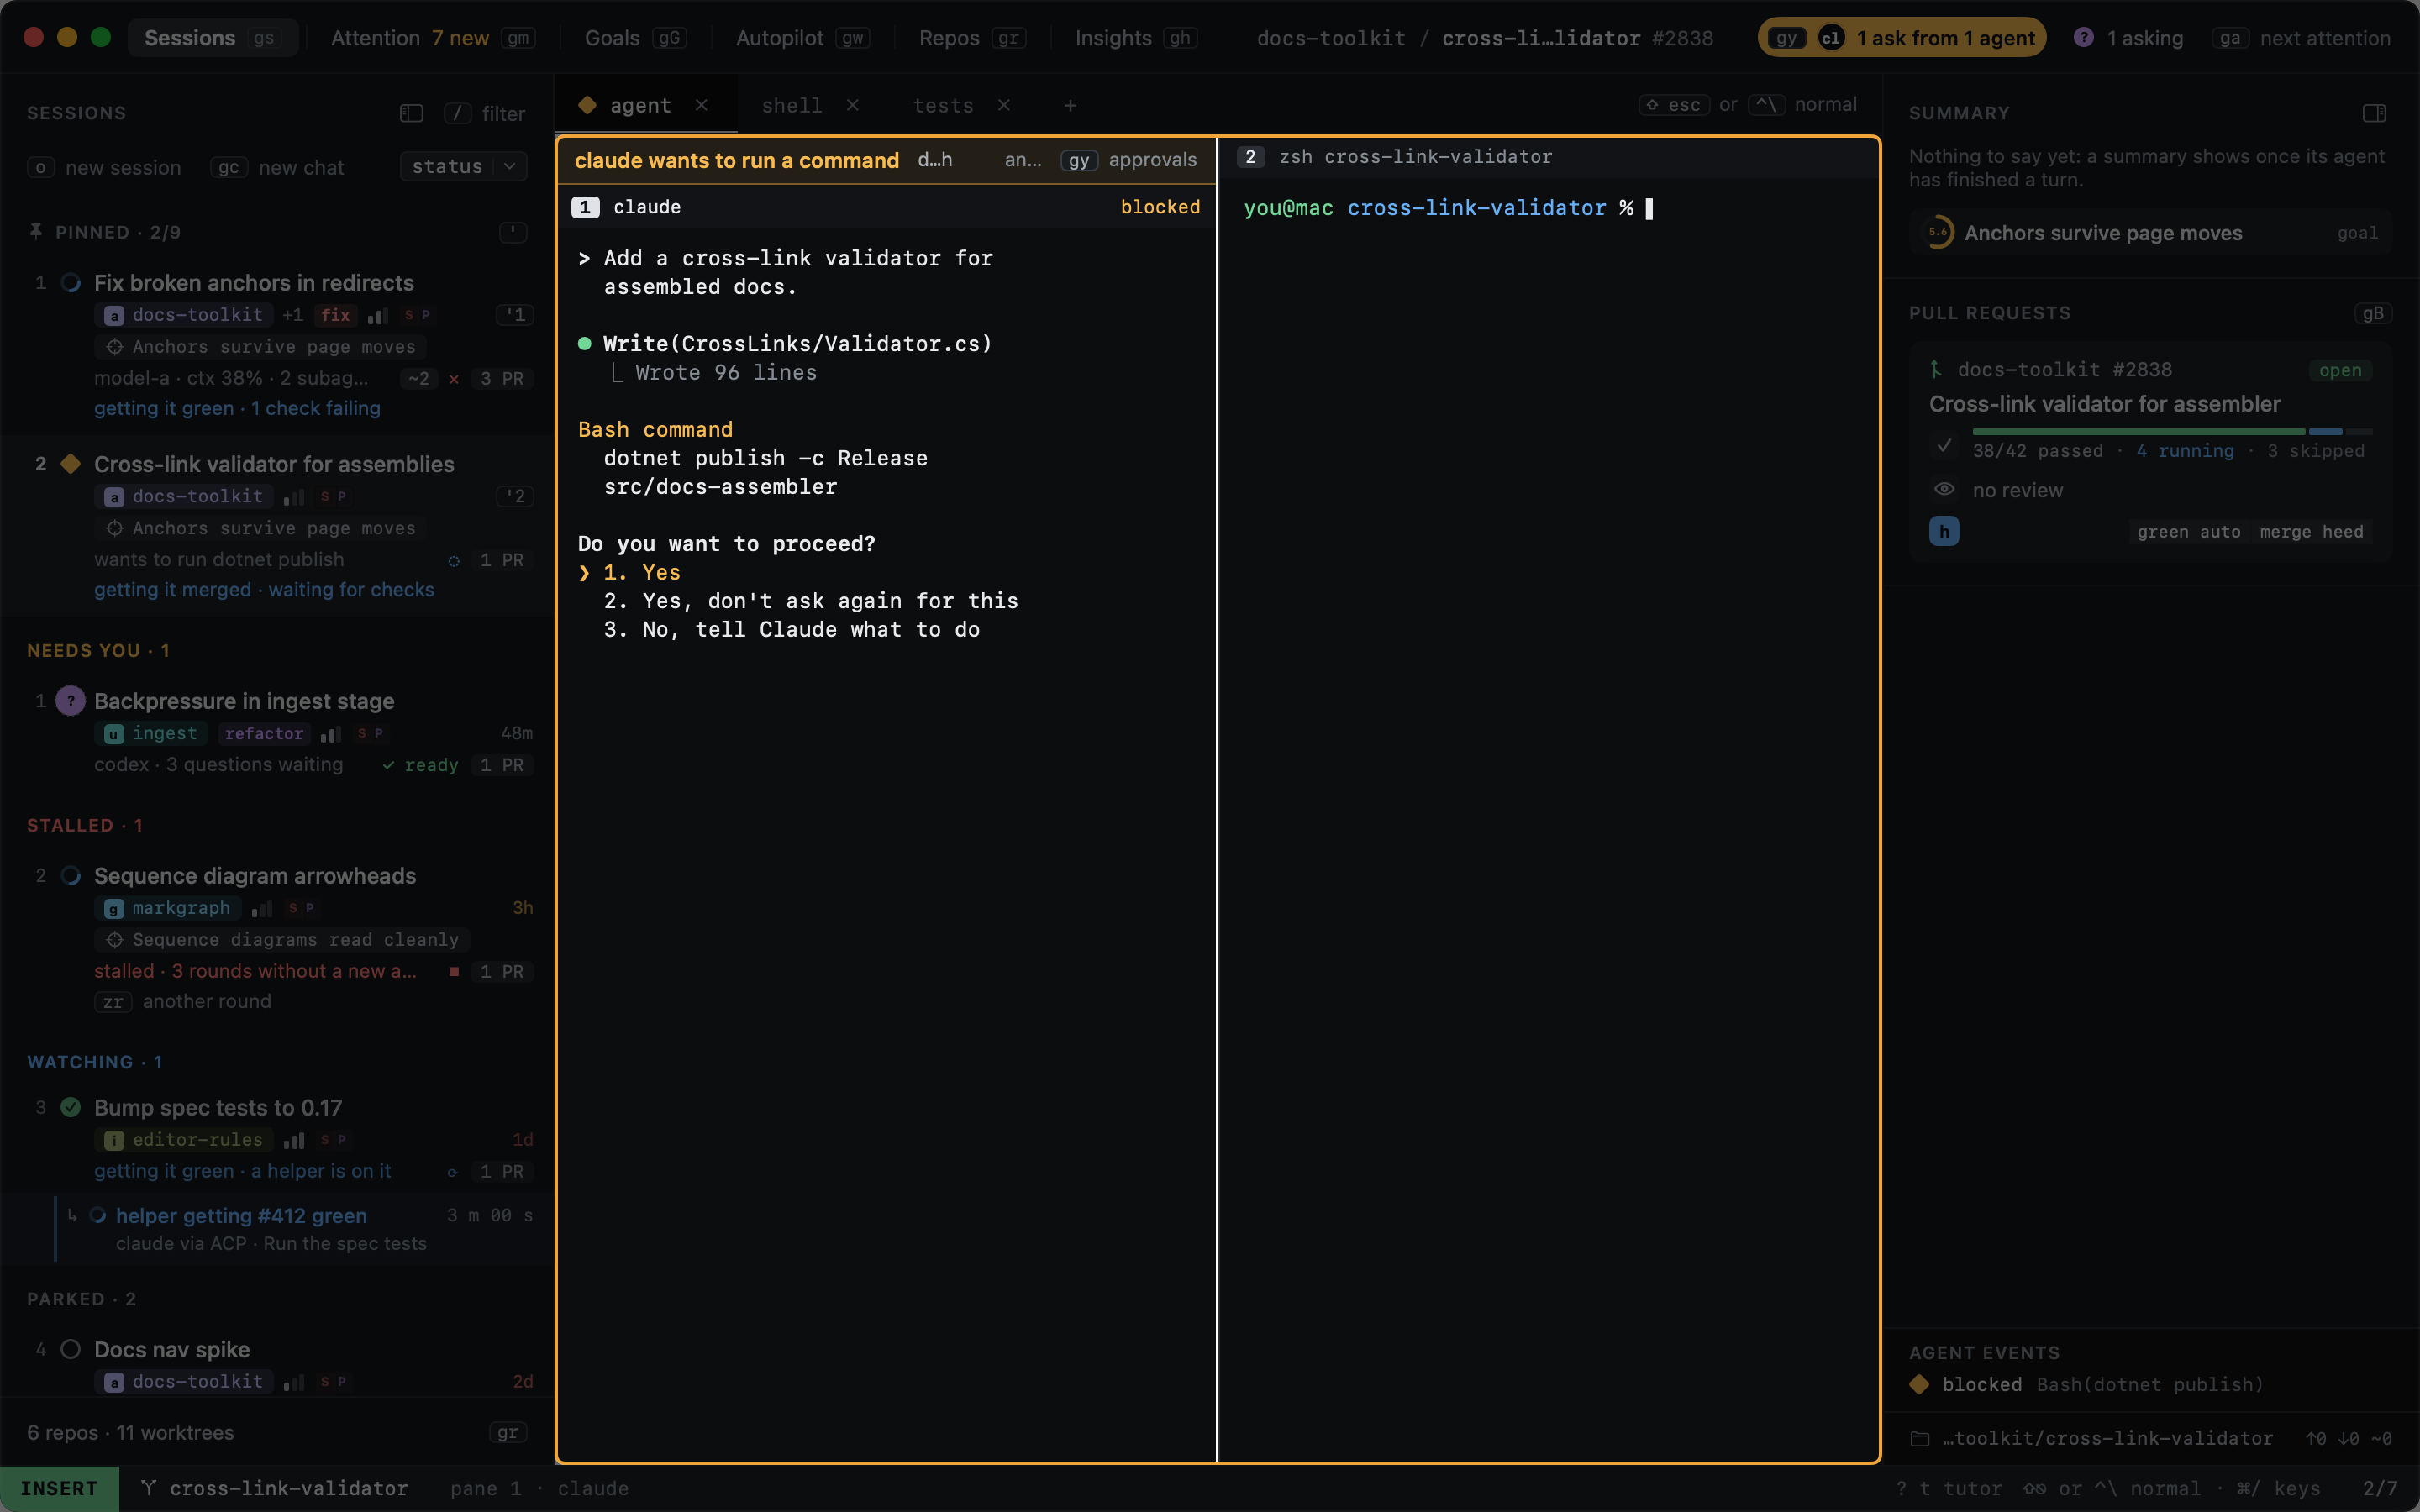 Sessions gs Attention 7 new gm Goals gG Autopilot gw Repos gr Insights gh docs-toolkit / cross-li…lidator #2838 gy cl 1 ask from 1 agent ? 1 asking ga next attention
SESSIONS / filter
o new session gc new chat status
PINNED · 2/9 '
1 Fix broken anchors in redirects
a docs-toolkit +1 fix S P '1
Anchors survive page moves
model-a · ctx 38% · 2 subag… ~2 × 3 PR
getting it green · 1 check failing
2 Cross-link validator for assemblies
a docs-toolkit S P '2
Anchors survive page moves
wants to run dotnet publish 1 PR
getting it merged · waiting for checks
NEEDS YOU · 1
1 ? Backpressure in ingest stage
u ingest refactor S P 48m
codex · 3 questions waiting ✓ ready 1 PR
STALLED · 1
2 Sequence diagram arrowheads
g markgraph S P 3h
Sequence diagrams read cleanly
stalled · 3 rounds without a new a… 1 PR
zr another round
WATCHING · 1
3 Bump spec tests to 0.17
i editor-rules S P 1d
getting it green · a helper is on it 1 PR
↳ helper getting #412 green 3 m 00 s
claude via ACP · Run the spec tests
PARKED · 2
4 Docs nav spike
a docs-toolkit S P 2d
6 repos · 11 worktrees gr
agent × shell × tests × + esc or ^\ normal
claude wants to run a command d…h an… gy approvals
1 claude blocked
> Add a cross-link validator for
assembled docs.
Write(CrossLinks/Validator.cs)
⎿ Wrote 96 lines
Bash command
dotnet publish -c Release
src/docs-assembler
Do you want to proceed?
❯ 1. Yes
2. Yes, don't ask again for this
3. No, tell Claude what to do
2 zsh cross-link-validator
you@mac cross-link-validator %
SUMMARY
Nothing to say yet: a summary shows once its agent
has finished a turn.
5.6 Anchors survive page moves goal
PULL REQUESTS gB
docs-toolkit #2838 open
Cross-link validator for assembler
38/42 passed · 4 running · 3 skipped
no review
h green auto merge heed
AGENT EVENTS
blocked Bash(dotnet publish)
…toolkit/cross-link-validator ↑0 ↓0 ~0
INSERT cross-link-validator pane 1 · claude ? t tutor or ^\ normal · ⌘/ keys 2/7